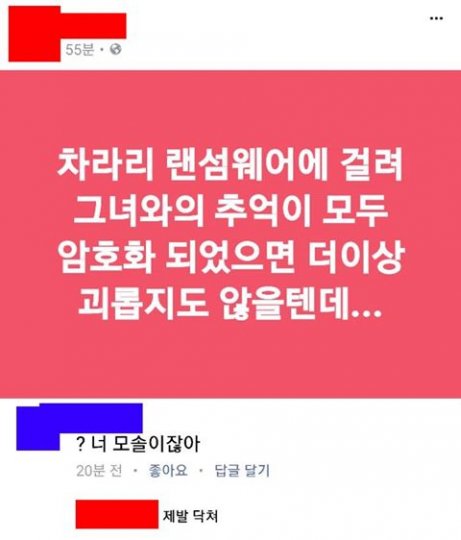 55분 ·
차라리 랜섬웨어에 걸려
그녀와의 추억이 모두
암호화 되었으면 더이상
괴롭지도 않을텐데...
? 너 모솔이잖아
20분 전 · 좋아요 · 답글 달기
제발 닥쳐